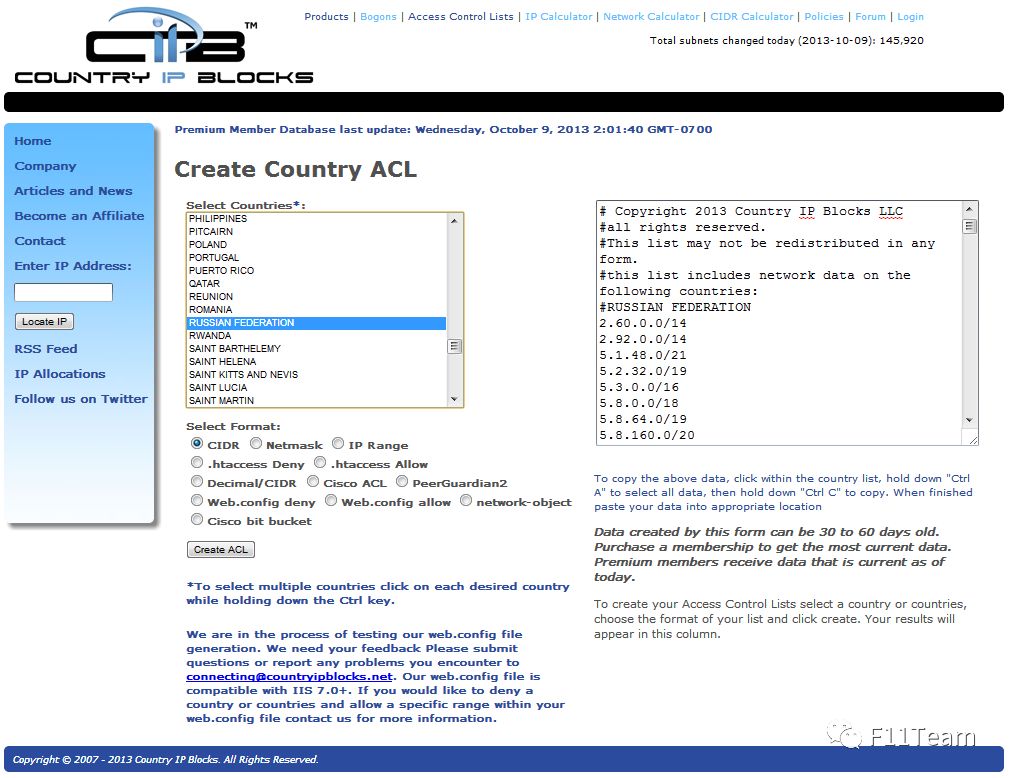 CIPB™
COUNTRY IP BLOCKS
Products | Bogons | Access Control Lists | IP Calculator | Network Calculator | CIDR Calculator | Policies | Forum | Login
Total subnets changed today (2013-10-09): 145,920
Home
Company
Articles and News
Become an Affiliate
Contact
Enter IP Address:
Locate IP
RSS Feed
IP Allocations
Follow us on Twitter
Premium Member Database last update: Wednesday, October 9, 2013 2:01:40 GMT-0700
Create Country ACL
Select Countries*:
PHILIPPINES
PITCAIRN
POLAND
PORTUGAL
PUERTO RICO
QATAR
REUNION
ROMANIA
RUSSIAN FEDERATION
RWANDA
SAINT BARTHELEMY
SAINT HELENA
SAINT KITTS AND NEVIS
SAINT LUCIA
SAINT MARTIN
Select Format:
CIDR Netmask IP Range
.htaccess Deny .htaccess Allow
Decimal/CIDR Cisco ACL PeerGuardian2
Web.config deny Web.config allow network-object
Cisco bit bucket
Create ACL
*To select multiple countries click on each desired country
while holding down the Ctrl key.
We are in the process of testing our web.config file
generation. We need your feedback Please submit
questions or report any problems you encounter to
connecting@countryipblocks.net. Our web.config file is
compatible with IIS 7.0+. If you would like to deny a
country or countries and allow a specific range within your
web.config file contact us for more information.
# Copyright 2013 Country IP Blocks LLC
#all rights reserved.
#This list may not be redistributed in any
form.
#this list includes network data on the
following countries:
#RUSSIAN FEDERATION
2.60.0.0/14
2.92.0.0/14
5.1.48.0/21
5.2.32.0/19
5.3.0.0/16
5.8.0.0/18
5.8.64.0/19
5.8.160.0/20
To copy the above data, click within the country list, hold down "Ctrl
A" to select all data, then hold down "Ctrl C" to copy. When finished
paste your data into appropriate location
Data created by this form can be 30 to 60 days old.
Purchase a membership to get the most current data.
Premium members receive data that is current as of
today.
To create your Access Control Lists select a country or countries,
choose the format of your list and click create. Your results will
appear in this column.
F11Team
Copyright © 2007 - 2013 Country IP Blocks. All Rights Reserved.